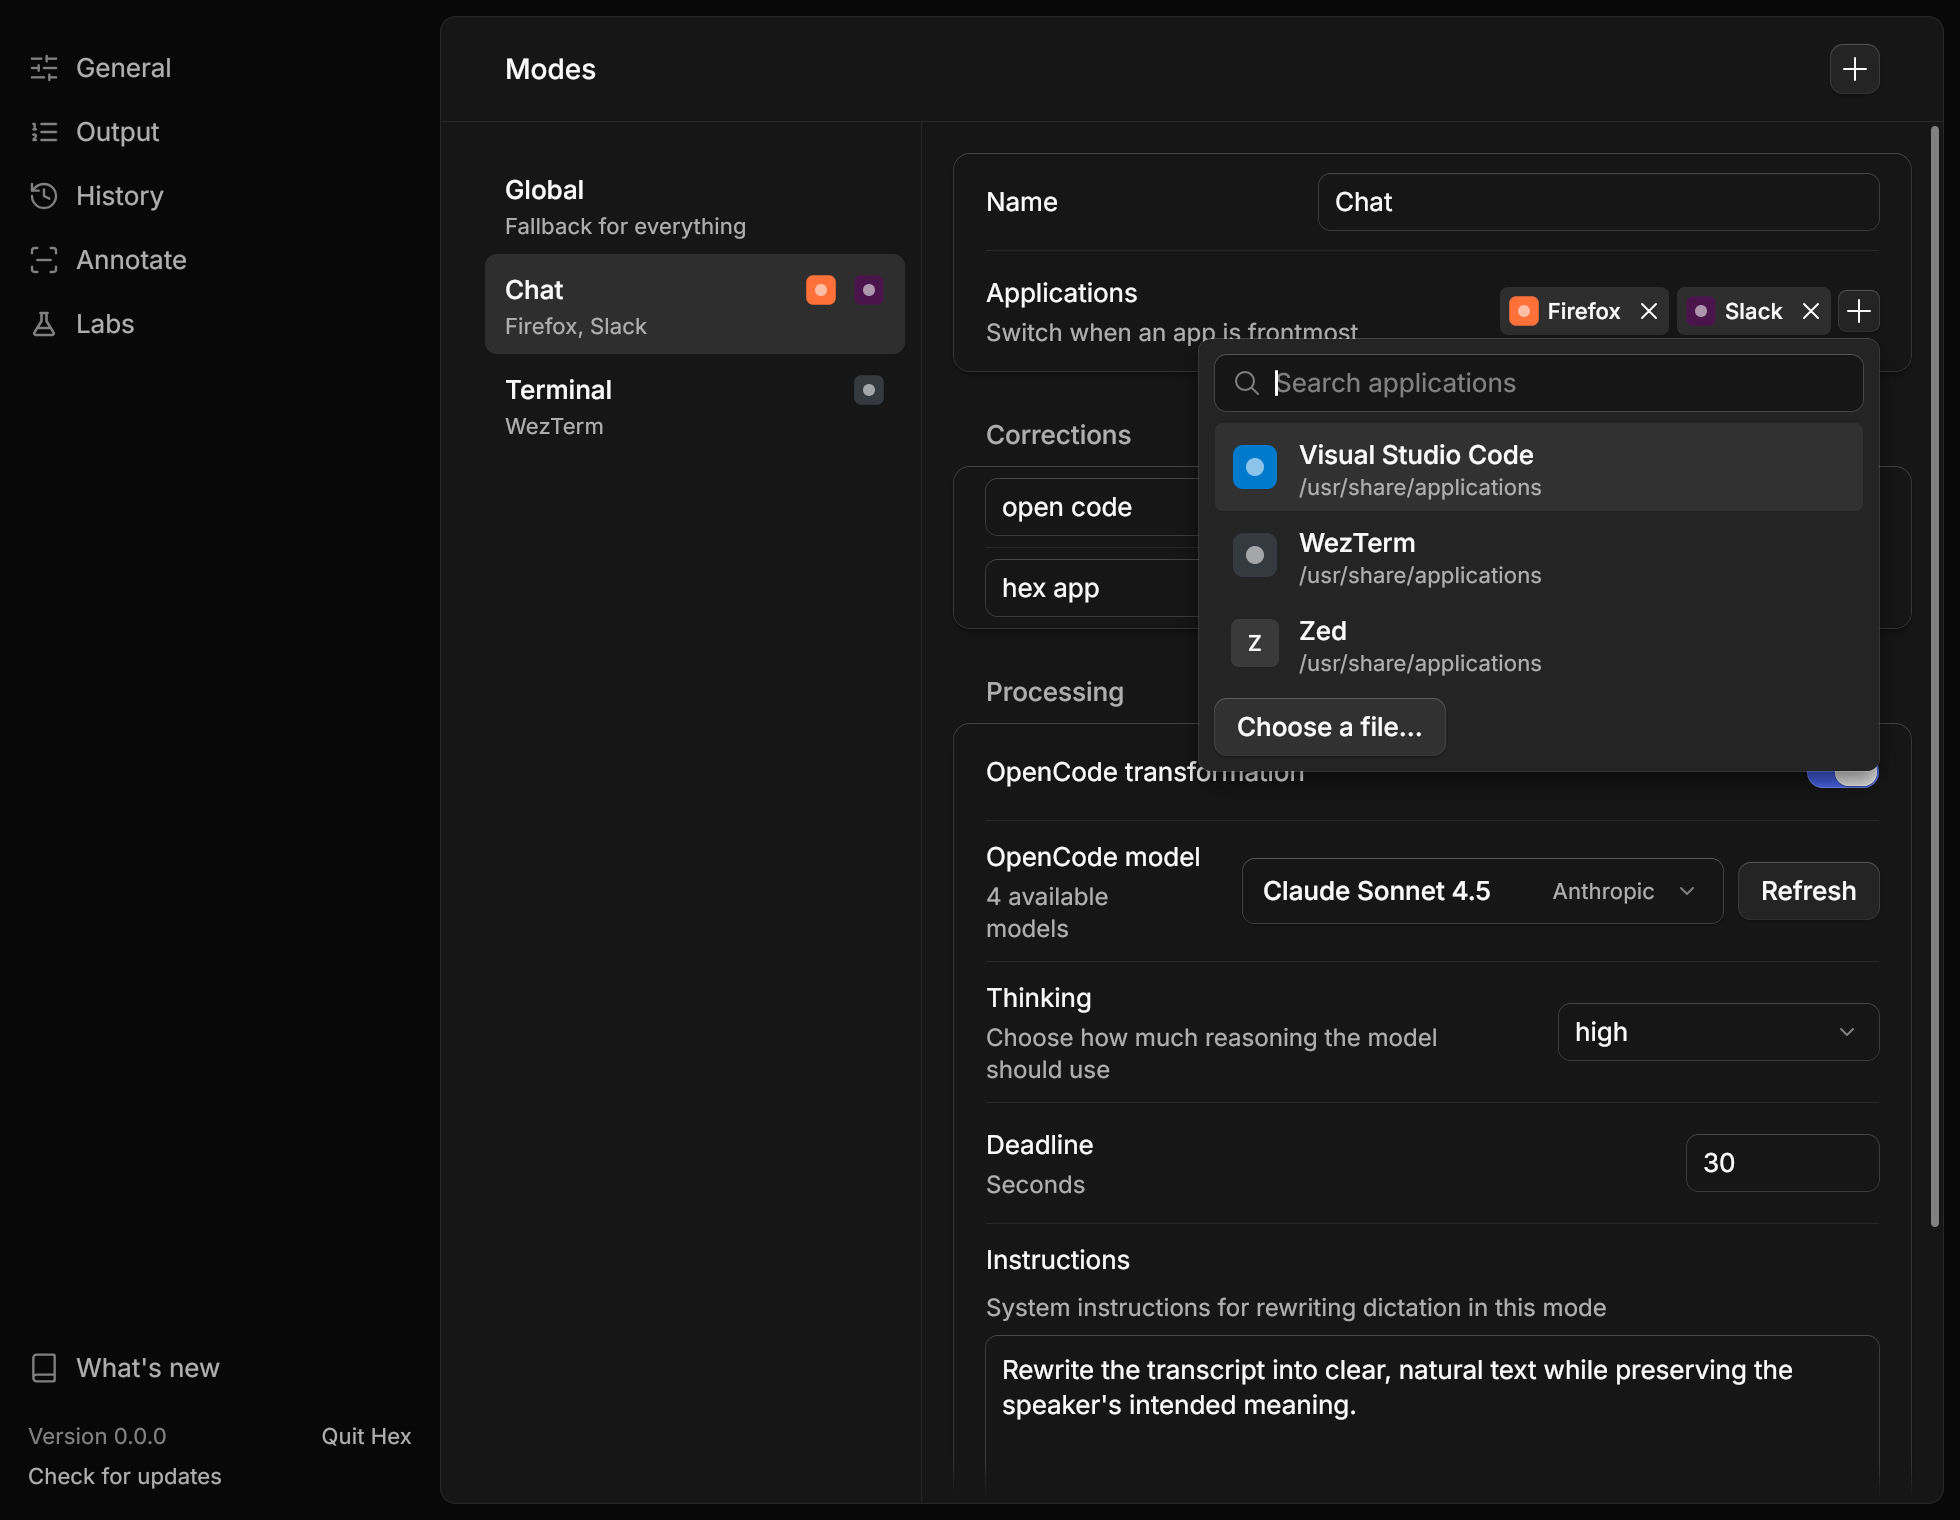 General
Output
History
Annotate
Labs
What's new
Version 0.0.0
Quit Hex
Check for updates
Modes
Global
Fallback for everything
Chat
Firefox, Slack
Terminal
WezTerm
Name
Chat
Applications
Switch when an app is frontmost
Firefox
Slack
Search applications
Visual Studio Code
/usr/share/applications
WezTerm
/usr/share/applications
Z
Zed
/usr/share/applications
Choose a file...
Corrections
open code
hex app
Processing
OpenCode transformation
OpenCode model
4 available
models
Claude Sonnet 4.5
Anthropic
Refresh
Thinking
Choose how much reasoning the model
should use
high
Deadline
Seconds
30
Instructions
System instructions for rewriting dictation in this mode
Rewrite the transcript into clear, natural text while preserving the
speaker's intended meaning.